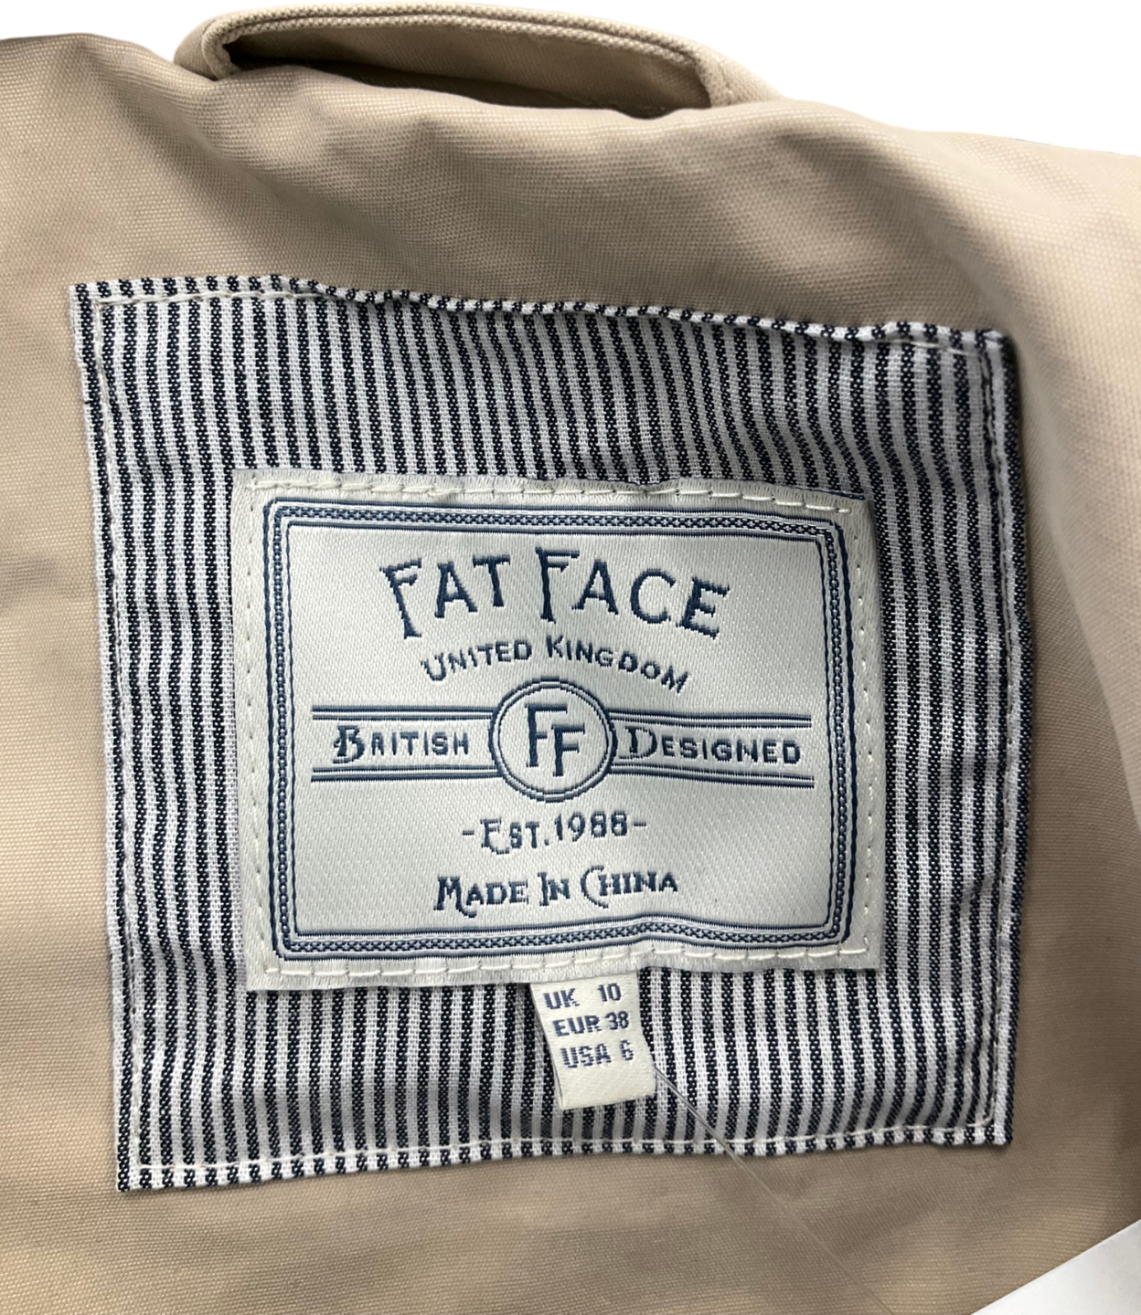 FAT FACE
UNITED KINGDOM
BRITISH FF DESIGNED
-EST.1988-
MADE IN CHINA
UK 10
EUR 38
USA 6